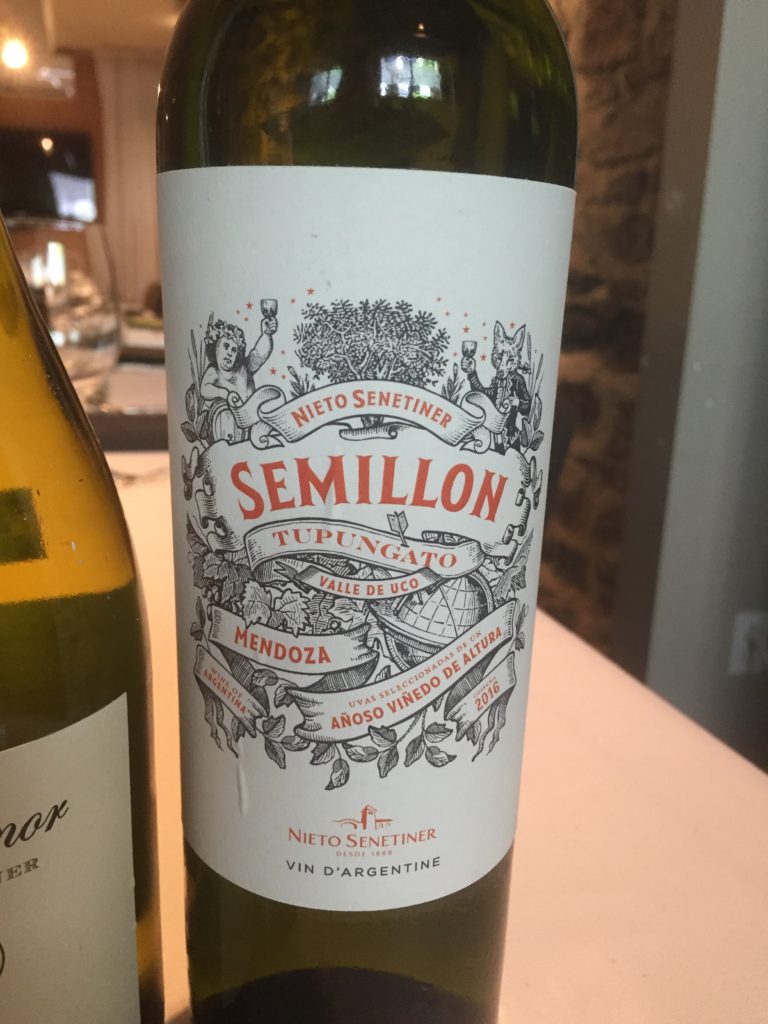 NIETO SENETINER
SEMILLON
TUPUNGATO
VALLE DE UCO
MENDOZA
UVAS SELECCIONADAS DE UN
AÑOSO VIÑEDO DE ALTURA
WINE OF
ARGENTINA
COSECHA
2016
NIETO SENETINER
DESDE 1888
VIN D'ARGENTINE